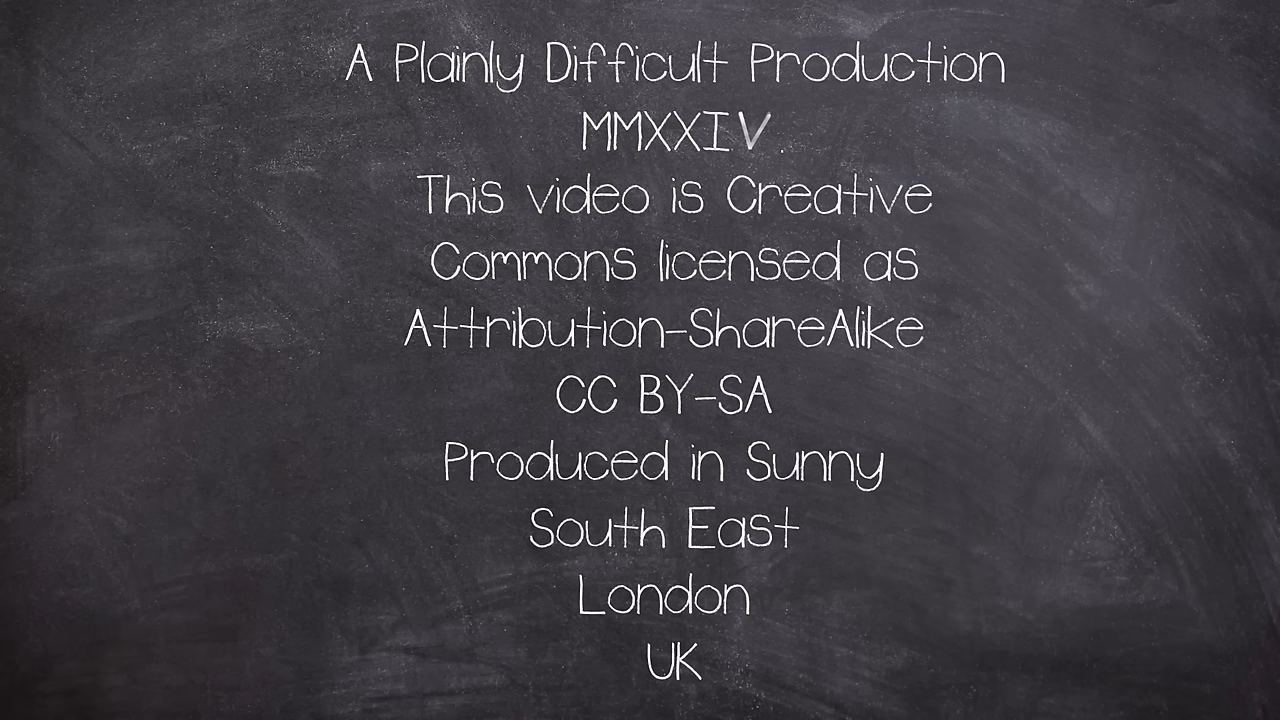 A Plainly Difficult Production
MMXXIV.
This video is Creative
Commons licensed as
Attribution-ShareAlike
CC BY-SA
Produced in Sunny
South East
London
UK